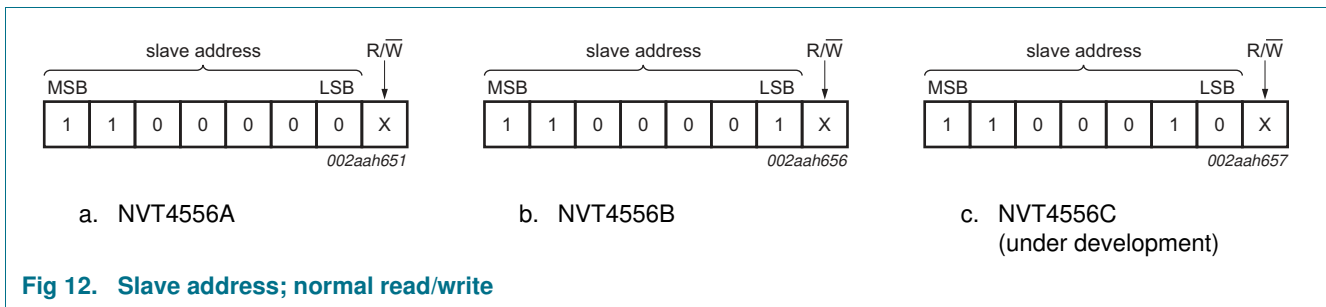 slave address R/W̅ slave address R/W̅ slave address R/W̅
MSB LSB MSB LSB MSB LSB
1 1 0 0 0 0 0 X 1 1 0 0 0 0 1 X 1 1 0 0 0 1 0 X
002aah651 002aah656 002aah657
a. NVT4556A b. NVT4556B c. NVT4556C
(under development)
Fig 12. Slave address; normal read/write